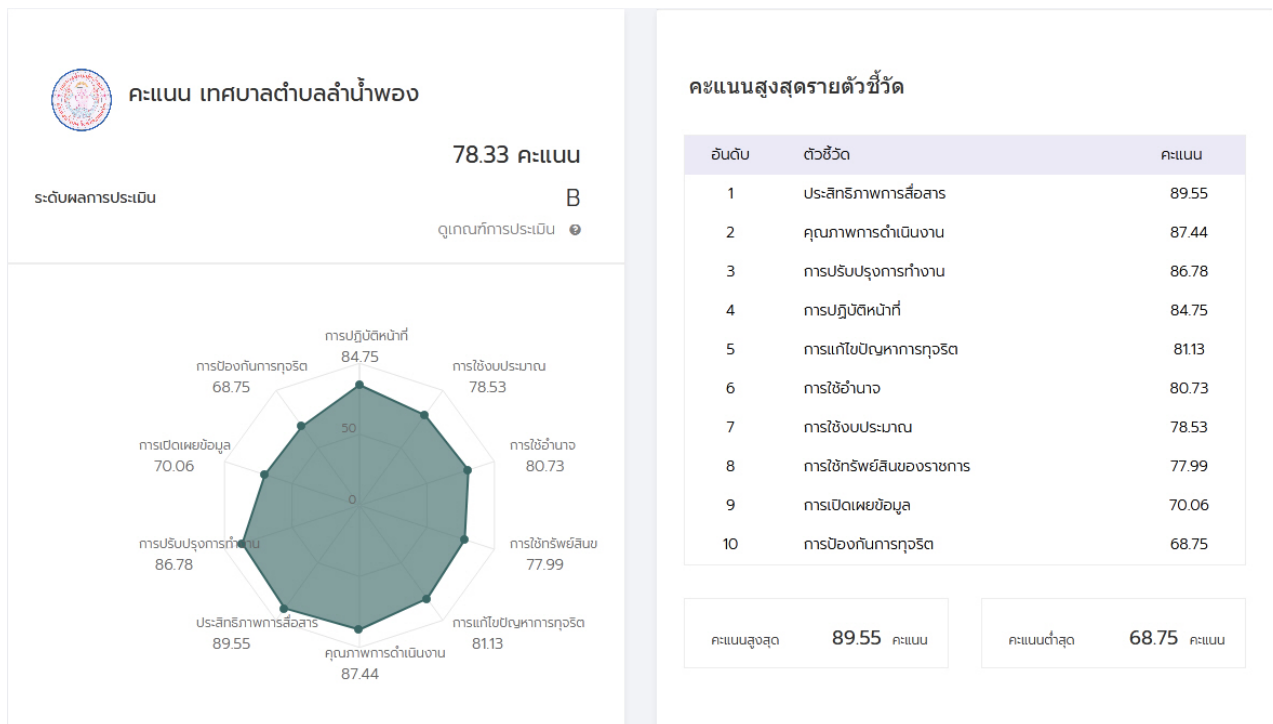 คะแนน เทศบาลตำบลลำน้ำพอง
78.33 คะแนน
ระดับผลการประเมิน B
ดูเกณฑ์การประเมิน ?
การปฏิบัติหน้าที่
84.75
การป้องกันการทุจริต
68.75
การใช้งบประมาณ
78.53
50
การเปิดเผยข้อมูล
70.06
การใช้อำนาจ
80.73
0
การปรับปรุงการทำงาน
86.78
การใช้ทรัพย์สินข
77.99
ประสิทธิภาพการสื่อสาร
89.55
การแก้ไขปัญหาการทุจริต
81.13
คุณภาพการดำเนินงาน
87.44
คะแนนสูงสุดรายตัวชี้วัด
อันดับ ตัวชี้วัด คะแนน
1 ประสิทธิภาพการสื่อสาร 89.55
2 คุณภาพการดำเนินงาน 87.44
3 การปรับปรุงการทำงาน 86.78
4 การปฏิบัติหน้าที่ 84.75
5 การแก้ไขปัญหาการทุจริต 81.13
6 การใช้อำนาจ 80.73
7 การใช้งบประมาณ 78.53
8 การใช้ทรัพย์สินของราชการ 77.99
9 การเปิดเผยข้อมูล 70.06
10 การป้องกันการทุจริต 68.75
คะแนนสูงสุด 89.55 คะแนน
คะแนนต่ำสุด 68.75 คะแนน